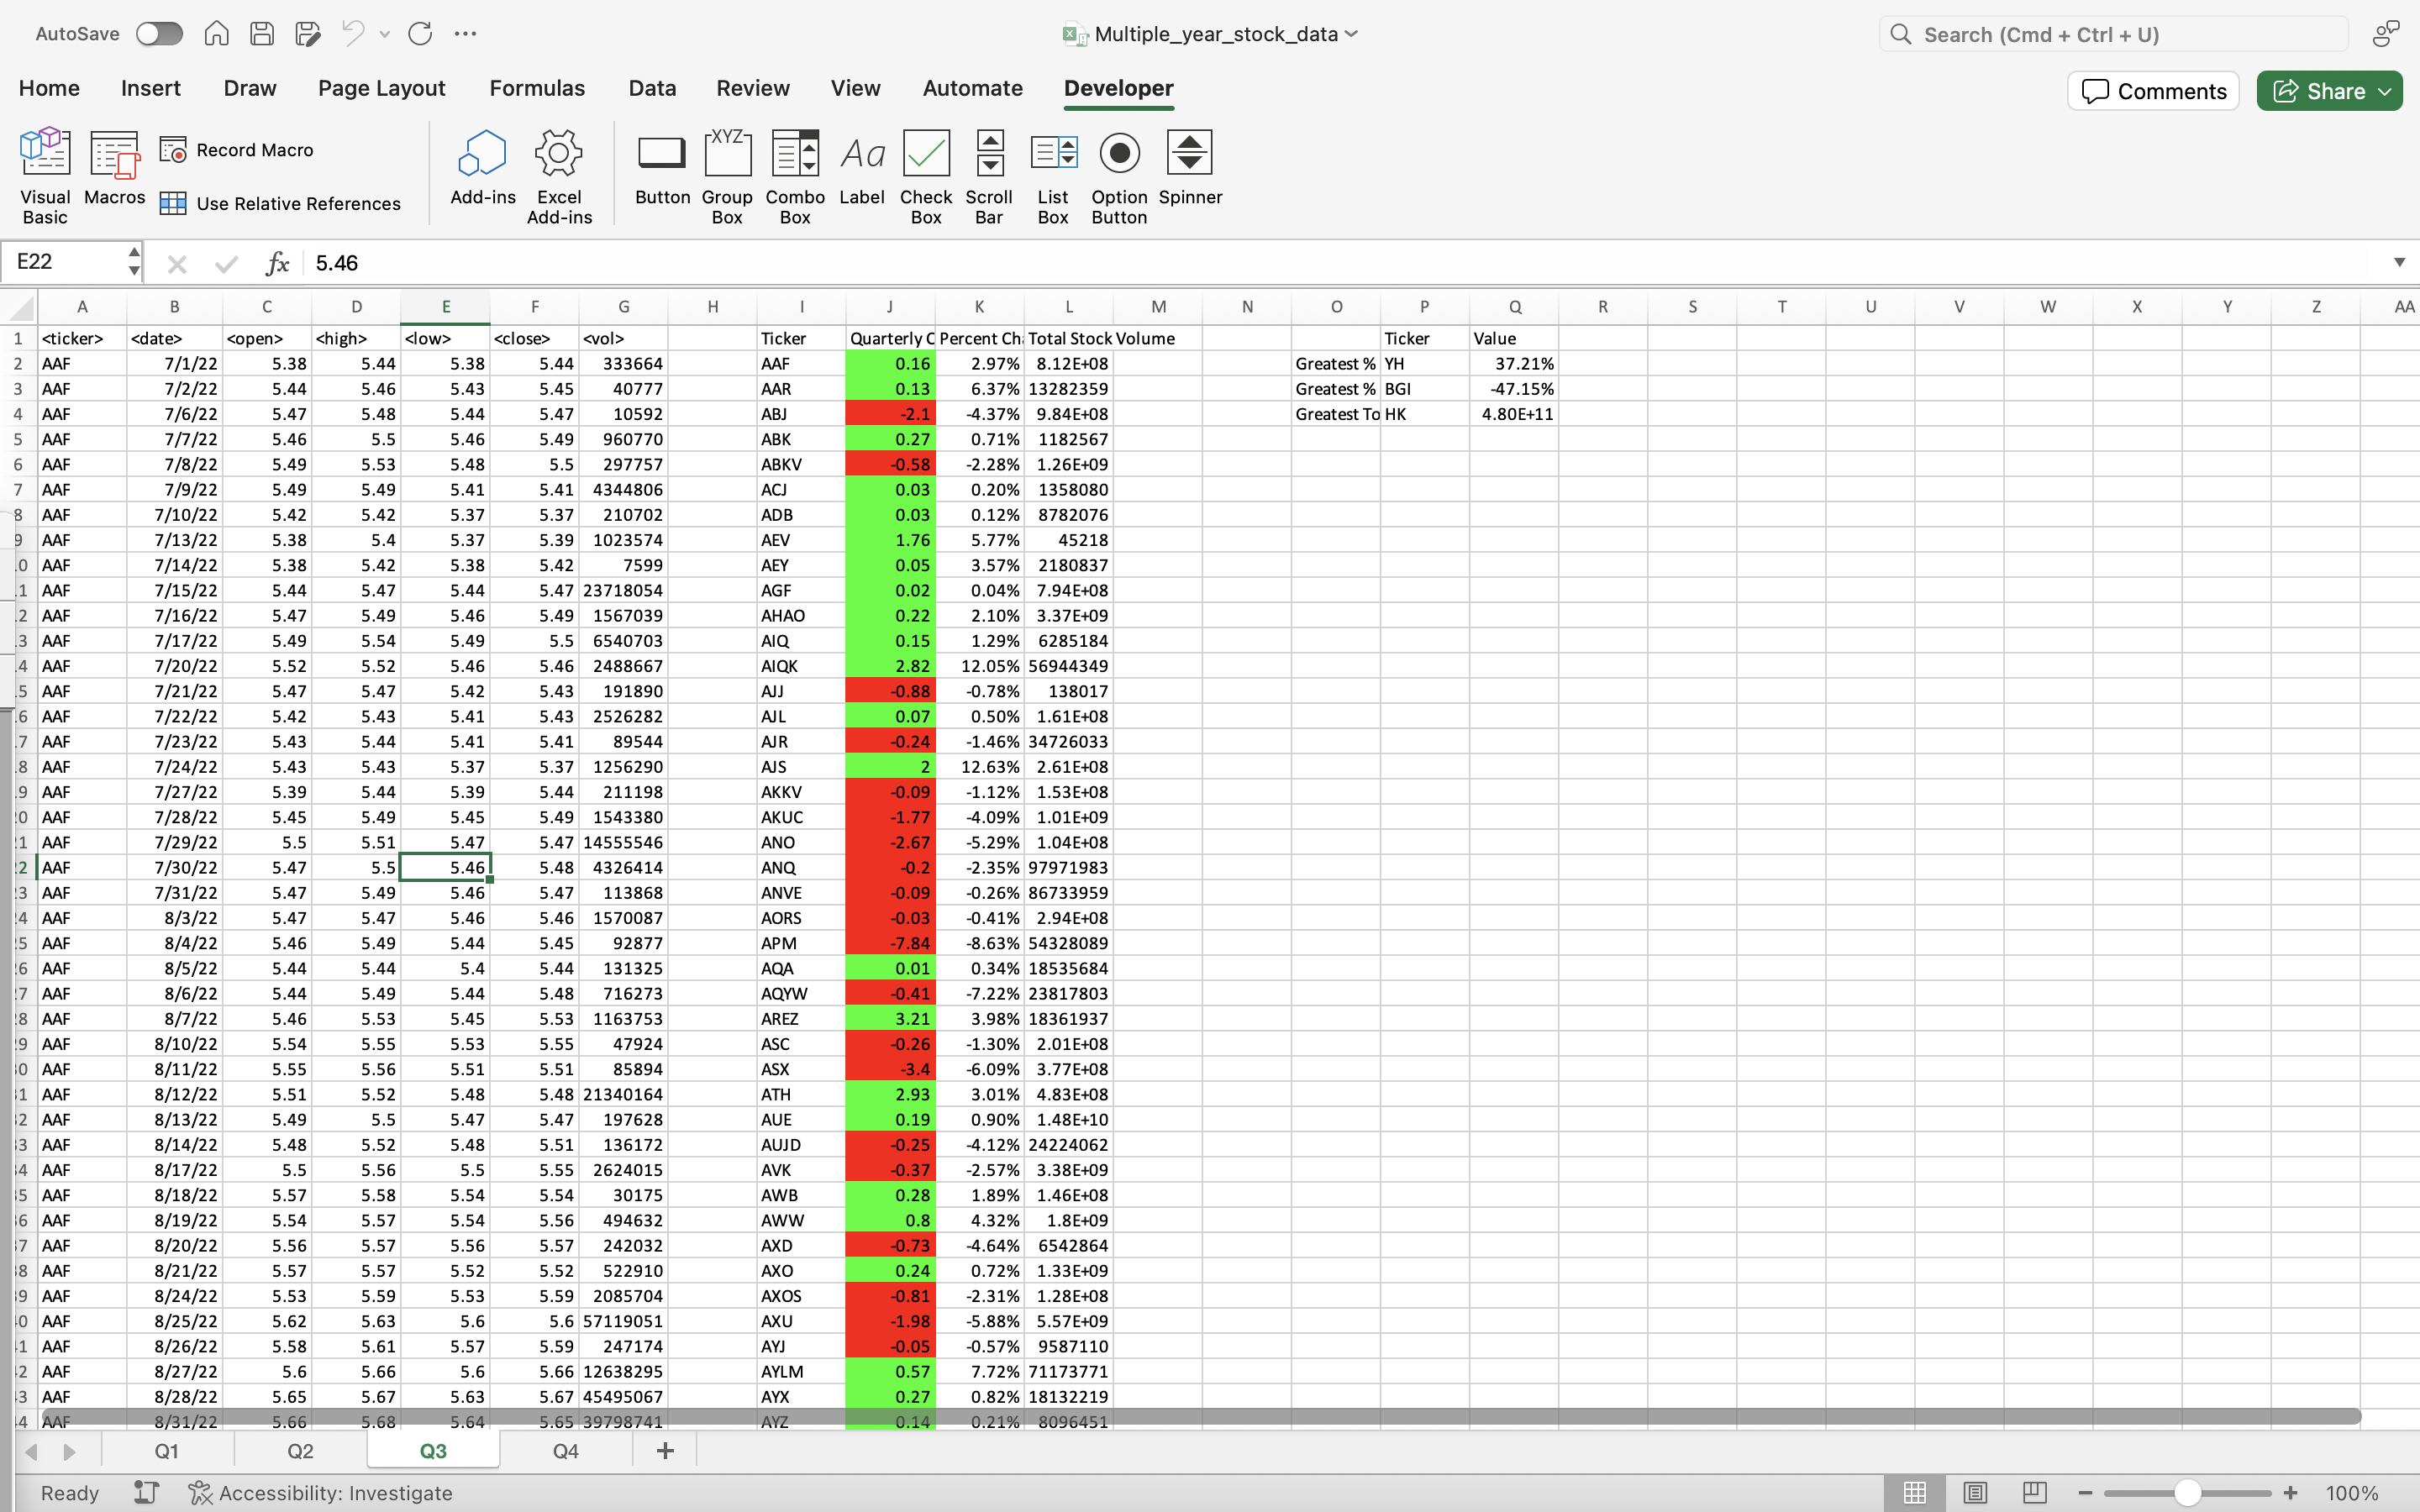 AutoSave
Multiple_year_stock_data
Search (Cmd + Ctrl + U)
Home Insert Draw Page Layout Formulas Data Review View Automate Developer
Comments Share
Record Macro
Use Relative References
Visual Basic Macros Add-ins Excel Add-ins Button Group Box Combo Box Label Check Box Scroll Bar List Box Option Button Spinner
XYZ Aa
E22 fx 5.46
A B C D E F G H I J K L M N O P Q R S T U V W X Y Z AA
1 <ticker> <date> <open> <high> <low> <close> <vol> Ticker Quarterly C Percent Cha Total Stock Volume Ticker Value
2 AAF 7/1/22 5.38 5.44 5.38 5.44 333664 AAF 0.16 2.97% 8.12E+08 Greatest % YH 37.21%
3 AAF 7/2/22 5.44 5.46 5.43 5.45 40777 AAR 0.13 6.37% 13282359 Greatest % BGI -47.15%
4 AAF 7/6/22 5.47 5.48 5.44 5.47 10592 ABJ -2.1 -4.37% 9.84E+08 Greatest To HK 4.80E+11
5 AAF 7/7/22 5.46 5.5 5.46 5.49 960770 ABK 0.27 0.71% 1182567
6 AAF 7/8/22 5.49 5.53 5.48 5.5 297757 ABKV -0.58 -2.28% 1.26E+09
7 AAF 7/9/22 5.49 5.49 5.41 5.41 4344806 ACJ 0.03 0.20% 1358080
8 AAF 7/10/22 5.42 5.42 5.37 5.37 210702 ADB 0.03 0.12% 8782076
9 AAF 7/13/22 5.38 5.4 5.37 5.39 1023574 AEV 1.76 5.77% 45218
0 AAF 7/14/22 5.38 5.42 5.38 5.42 7599 AEY 0.05 3.57% 2180837
1 AAF 7/15/22 5.44 5.47 5.44 5.47 23718054 AGF 0.02 0.04% 7.94E+08
2 AAF 7/16/22 5.47 5.49 5.46 5.49 1567039 AHAO 0.22 2.10% 3.37E+09
3 AAF 7/17/22 5.49 5.54 5.49 5.5 6540703 AIQ 0.15 1.29% 6285184
4 AAF 7/20/22 5.52 5.52 5.46 5.46 2488667 AIQK 2.82 12.05% 56944349
5 AAF 7/21/22 5.47 5.47 5.42 5.43 191890 AJJ -0.88 -0.78% 138017
6 AAF 7/22/22 5.42 5.43 5.41 5.43 2526282 AJL 0.07 0.50% 1.61E+08
7 AAF 7/23/22 5.43 5.44 5.41 5.41 89544 AJR -0.24 -1.46% 34726033
8 AAF 7/24/22 5.43 5.43 5.37 5.37 1256290 AJS 2 12.63% 2.61E+08
9 AAF 7/27/22 5.39 5.44 5.39 5.44 211198 AKKV -0.09 -1.12% 1.53E+08
0 AAF 7/28/22 5.45 5.49 5.45 5.49 1543380 AKUC -1.77 -4.09% 1.01E+09
1 AAF 7/29/22 5.5 5.51 5.47 5.47 14555546 ANO -2.67 -5.29% 1.04E+08
2 AAF 7/30/22 5.47 5.5 5.46 5.48 4326414 ANQ -0.2 -2.35% 97971983
3 AAF 7/31/22 5.47 5.49 5.46 5.47 113868 ANVE -0.09 -0.26% 86733959
4 AAF 8/3/22 5.47 5.47 5.46 5.46 1570087 AORS -0.03 -0.41% 2.94E+08
5 AAF 8/4/22 5.46 5.49 5.44 5.45 92877 APM -7.84 -8.63% 54328089
6 AAF 8/5/22 5.44 5.44 5.4 5.44 131325 AQA 0.01 0.34% 18535684
7 AAF 8/6/22 5.44 5.49 5.44 5.48 716273 AQYW -0.41 -7.22% 23817803
8 AAF 8/7/22 5.46 5.53 5.45 5.53 1163753 AREZ 3.21 3.98% 18361937
9 AAF 8/10/22 5.54 5.55 5.53 5.55 47924 ASC -0.26 -1.30% 2.01E+08
0 AAF 8/11/22 5.55 5.56 5.51 5.51 85894 ASX -3.4 -6.09% 3.77E+08
1 AAF 8/12/22 5.51 5.52 5.48 5.48 21340164 ATH 2.93 3.01% 4.83E+08
2 AAF 8/13/22 5.49 5.5 5.47 5.47 197628 AUE 0.19 0.90% 1.48E+10
3 AAF 8/14/22 5.48 5.52 5.48 5.51 136172 AUJD -0.25 -4.12% 24224062
4 AAF 8/17/22 5.5 5.56 5.5 5.55 2624015 AVK -0.37 -2.57% 3.38E+09
5 AAF 8/18/22 5.57 5.58 5.54 5.54 30175 AWB 0.28 1.89% 1.46E+08
6 AAF 8/19/22 5.54 5.57 5.54 5.56 494632 AWW 0.8 4.32% 1.8E+09
7 AAF 8/20/22 5.56 5.57 5.56 5.57 242032 AXD -0.73 -4.64% 6542864
8 AAF 8/21/22 5.57 5.57 5.52 5.52 522910 AXO 0.24 0.72% 1.33E+09
9 AAF 8/24/22 5.53 5.59 5.53 5.59 2085704 AXOS -0.81 -2.31% 1.28E+08
0 AAF 8/25/22 5.62 5.63 5.6 5.6 57119051 AXU -1.98 -5.88% 5.57E+09
1 AAF 8/26/22 5.58 5.61 5.57 5.59 247174 AYJ -0.05 -0.57% 9587110
2 AAF 8/27/22 5.6 5.66 5.6 5.66 12638295 AYLM 0.57 7.72% 71173771
3 AAF 8/28/22 5.65 5.67 5.63 5.67 45495067 AYX 0.27 0.82% 18132219
4 AAF 8/31/22 5.66 5.68 5.64 5.65 39798741 AYZ 0.14 0.21% 8096451
Q1 Q2 Q3 Q4 +
Ready Accessibility: Investigate 100%